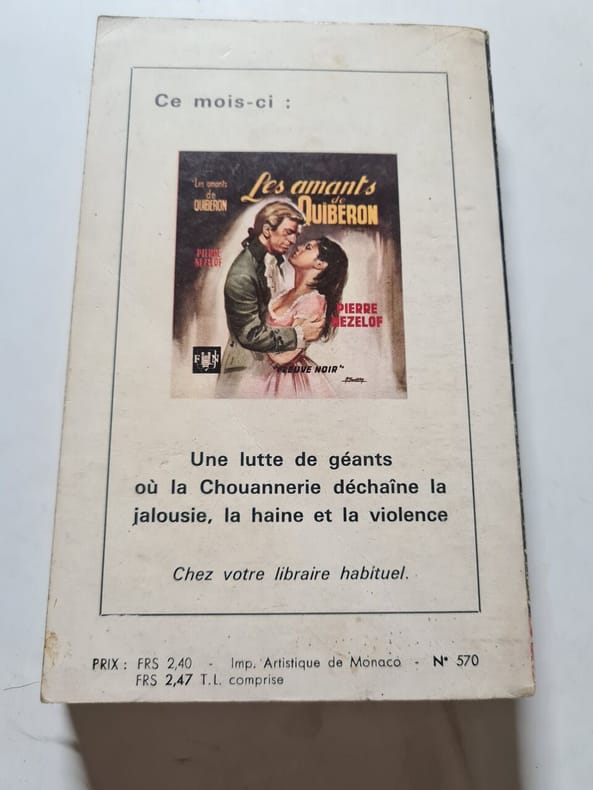 Ce mois-ci :
Les amants
de
QUIBERON
PIERRE
NEZELOF
Les amants
de
QUIBERON
PIERRE
NEZELOF
FN
"FLEUVE NOIR"
Une lutte de géants
où la Chouannerie déchaîne la
jalousie, la haine et la violence
Chez votre libraire habituel.
PRIX : FRS 2,40 - Imp. Artistique de Monaco - N° 570
FRS 2,47 T.L. comprise